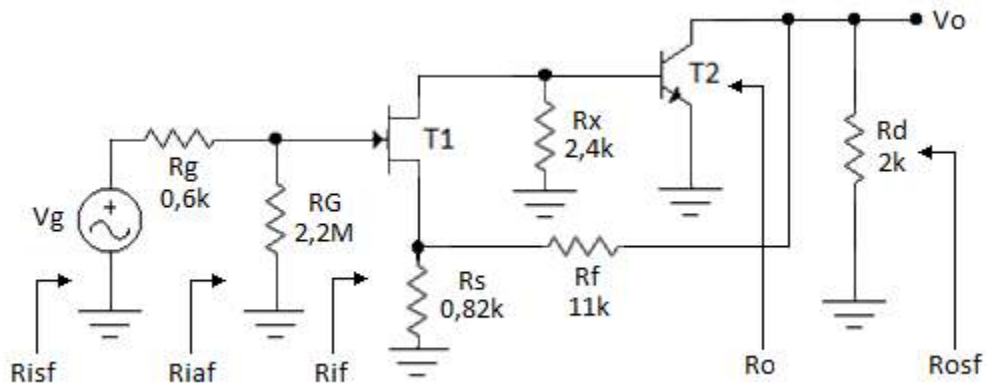 Vo
T2
Rx
2,4k
T1
Rd
2k
Rg
0,6k
Vg
RG
2,2M
Rs
0,82k
Rf
11k
Risf
Riaf
Rif
Ro
Rosf